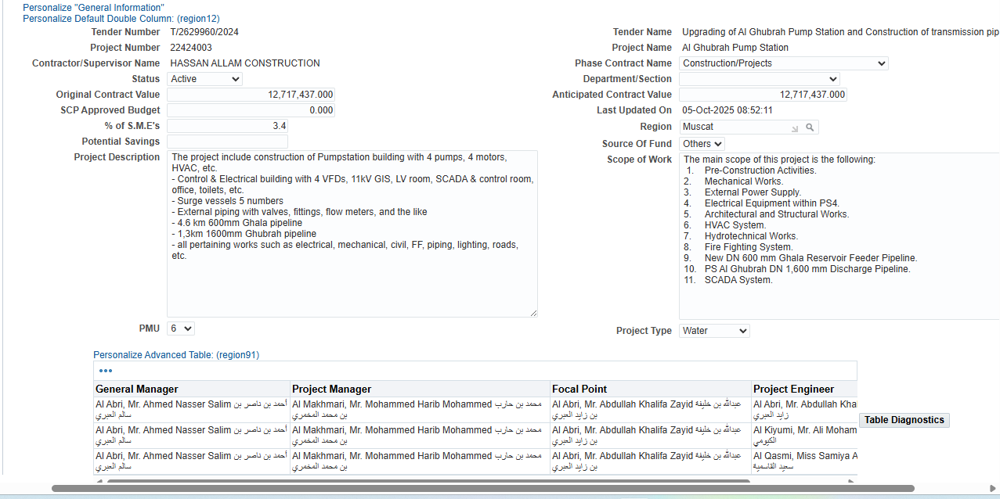 Personalize "General Information"
Personalize Default Double Column: (region12)
Tender Number T/2629960/2024
Tender Name Upgrading of Al Ghubrah Pump Station and Construction of transmission pip
Project Number 22424003
Project Name Al Ghubrah Pump Station
Contractor/Supervisor Name HASSAN ALLAM CONSTRUCTION
Phase Contract Name Construction/Projects
Status Active
Department/Section
Original Contract Value 12,717,437.000
Anticipated Contract Value 12,717,437.000
SCP Approved Budget 0.000
Last Updated On 05-Oct-2025 08:52:11
% of S.M.E's 3.4
Region Muscat
Potential Savings
Source Of Fund Others
Project Description
The project include construction of Pumpstation building with 4 pumps, 4 motors,
HVAC, etc.
- Control & Electrical building with 4 VFDs, 11kV GIS, LV room, SCADA & control room,
office, toilets, etc.
- Surge vessels 5 numbers
- External piping with valves, fittings, flow meters, and the like
- 4.6 km 600mm Ghala pipeline
- 1,3km 1600mm Ghubrah pipeline
- all pertaining works such as electrical, mechanical, civil, FF, piping, lighting, roads,
etc.
Scope of Work
The main scope of this project is the following:
1. Pre-Construction Activities.
2. Mechanical Works.
3. External Power Supply.
4. Electrical Equipment within PS4.
5. Architectural and Structural Works.
6. HVAC System.
7. Hydrotechnical Works.
8. Fire Fighting System.
9. New DN 600 mm Ghala Reservoir Feeder Pipeline.
10. PS Al Ghubrah DN 1,600 mm Discharge Pipeline.
11. SCADA System.
PMU 6
Project Type Water
Personalize Advanced Table: (region91)
General Manager Project Manager Focal Point Project Engineer
Al Abri, Mr. Ahmed Nasser Salim أحمد بن ناصر بن
سالم العبري
Al Makhmari, Mr. Mohammed Harib Mohammed محمد بن حارب
بن محمد المخمري
Al Abri, Mr. Abdullah Khalifa Zayid عبدالله بن خليفة
بن زايد العبري
Al Abri, Mr. Abdullah Kha
زايد العبري
Al Abri, Mr. Ahmed Nasser Salim أحمد بن ناصر بن
سالم العبري
Al Makhmari, Mr. Mohammed Harib Mohammed محمد بن حارب
بن محمد المخمري
Al Abri, Mr. Abdullah Khalifa Zayid عبدالله بن خليفة
بن زايد العبري
Al Kiyumi, Mr. Ali Moham
الكيومي
Al Abri, Mr. Ahmed Nasser Salim أحمد بن ناصر بن
سالم العبري
Al Makhmari, Mr. Mohammed Harib Mohammed محمد بن حارب
بن محمد المخمري
Al Abri, Mr. Abdullah Khalifa Zayid عبدالله بن خليفة
بن زايد العبري
Al Qasmi, Miss Samiya A
سعيد القاسمية
Table Diagnostics